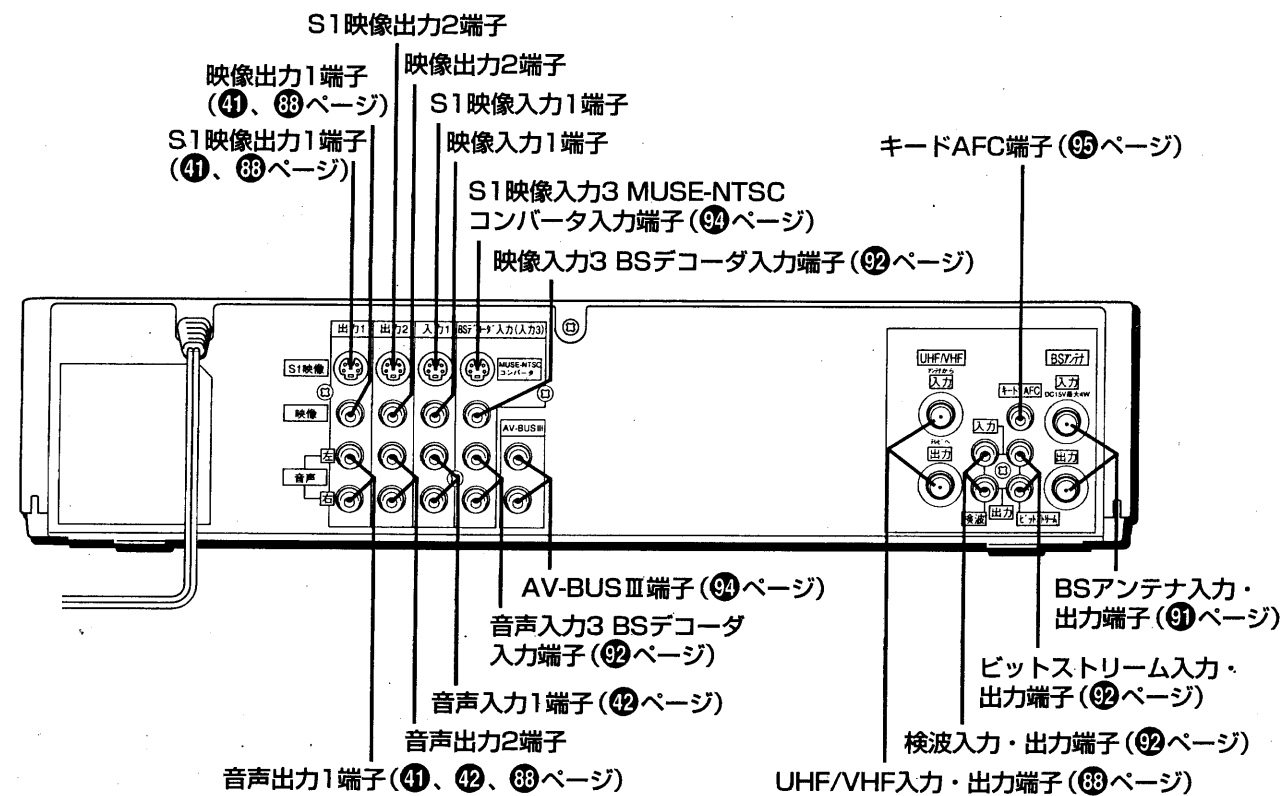 S1映像出力2端子
映像出力1端子
(41、88ページ)
映像出力2端子
S1映像出力1端子
(41、88ページ)
S1映像入力1端子
映像入力1端子
キードAFC端子(95ページ)
S1映像入力3 MUSE-NTSC
コンバータ入力端子(94ページ)
映像入力3 BSデコーダ入力端子(92ページ)
出力1 出力2 入力1 BSデコーダ入力(入力3)
S1映像
MUSE-NTSC
コンバータ
映像
AV-BUSⅢ
左
音声
右
UHF/VHF
アンテナから
入力
テレビへ
出力
キードAFC
入力
検波
出力
ビットストリーム
BSアンテナ
入力
DC15V最大4W
出力
AV-BUSⅢ端子(94ページ)
音声入力3 BSデコーダ
入力端子(92ページ)
音声入力1端子(42ページ)
音声出力2端子
音声出力1端子(41、42、88ページ)
BSアンテナ入力・
出力端子(91ページ)
ビットストリーム入力・
出力端子(92ページ)
検波入力・出力端子(92ページ)
UHF/VHF入力・出力端子(88ページ)